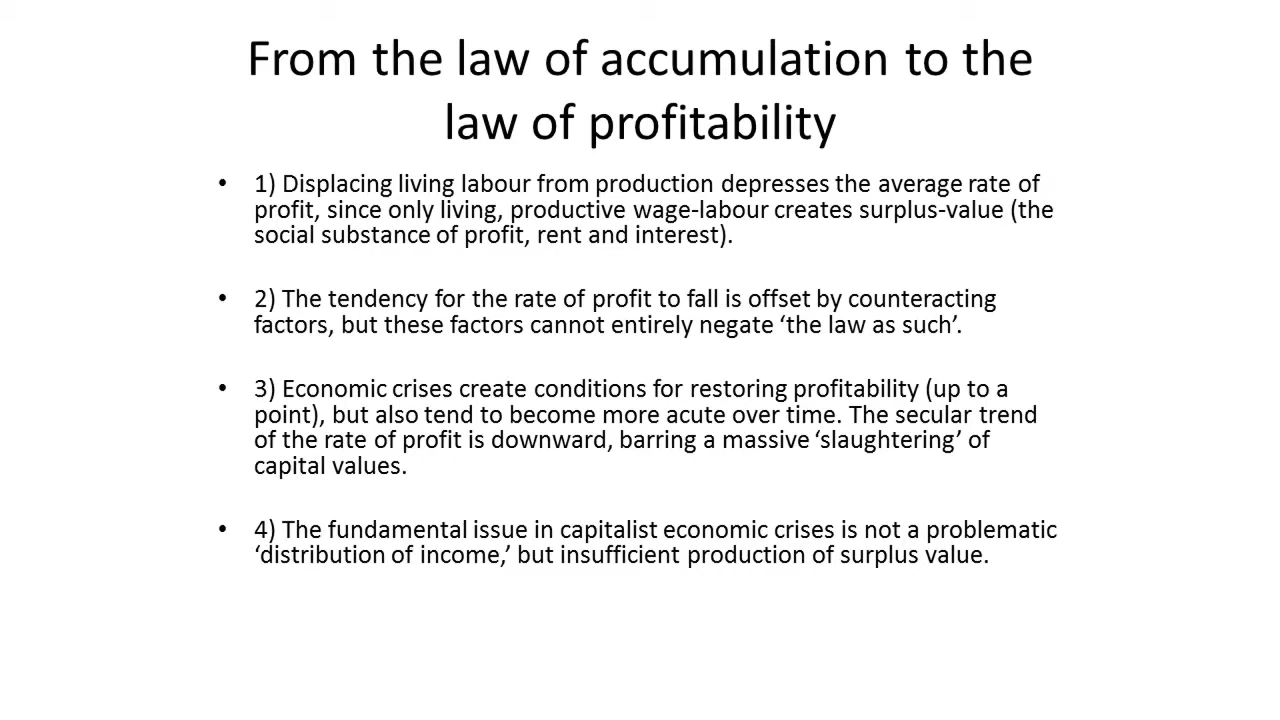 From the law of accumulation to the
law of profitability
• 1) Displacing living labour from production depresses the average rate of
profit, since only living, productive wage-labour creates surplus-value (the
social substance of profit, rent and interest).
• 2) The tendency for the rate of profit to fall is offset by counteracting
factors, but these factors cannot entirely negate ‘the law as such’.
• 3) Economic crises create conditions for restoring profitability (up to a
point), but also tend to become more acute over time. The secular trend
of the rate of profit is downward, barring a massive ‘slaughtering’ of
capital values.
• 4) The fundamental issue in capitalist economic crises is not a problematic
‘distribution of income,’ but insufficient production of surplus value.